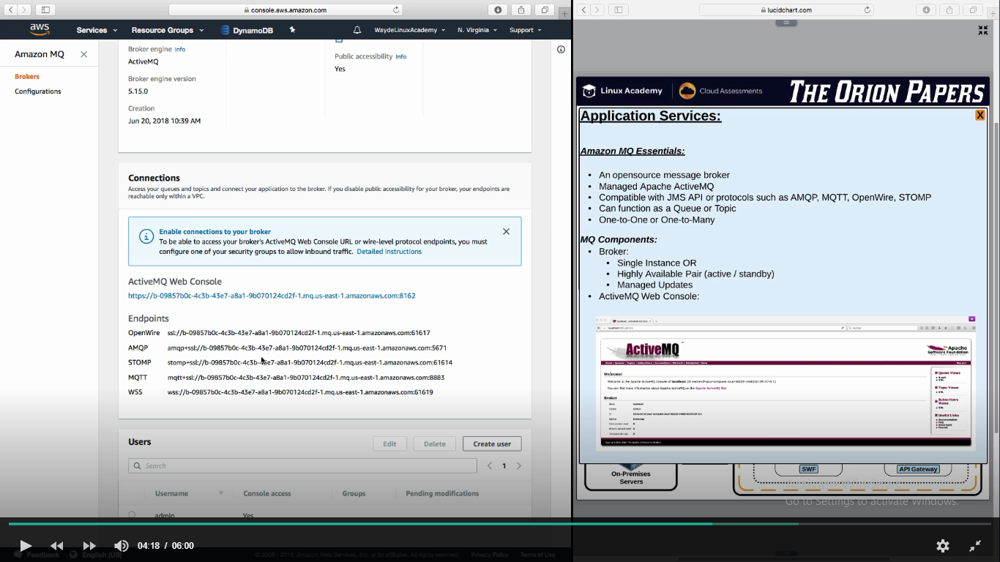 console.aws.amazon.com
aws
Services
Resource Groups
DynamoDB
WaydeLinuxAcademy
N. Virginia
Support
Amazon MQ
Brokers
Configurations
Broker engine Info
ActiveMQ
Broker engine version
5.15.0
Creation
Jun 20, 2018 10:39 AM
Public accessibility Info
Yes
Connections
Access your queues and topics and connect your application to the broker. If you disable public accessibility for your broker, your endpoints are
reachable only within a VPC.
Enable connections to your broker
To be able to access your broker's ActiveMQ Web Console URL or wire-level protocol endpoints, you must
configure one of your security groups to allow inbound traffic. Detailed instructions
ActiveMQ Web Console
https://b-09857b0c-4c3b-43e7-a8a1-9b070124cd2f-1.mq.us-east-1.amazonaws.com:8162
Endpoints
OpenWire ssl://b-09857b0c-4c3b-43e7-a8a1-9b070124cd2f-1.mq.us-east-1.amazonaws.com:61617
AMQP amqp+ssl://b-09857b0c-4c3b-43e7-a8a1-9b070124cd2f-1.mq.us-east-1.amazonaws.com:5671
STOMP stomp+ssl://b-09857b0c-4c3b-43e7-a8a1-9b070124cd2f-1.mq.us-east-1.amazonaws.com:61614
MQTT mqtt+ssl://b-09857b0c-4c3b-43e7-a8a1-9b070124cd2f-1.mq.us-east-1.amazonaws.com:8883
WSS wss://b-09857b0c-4c3b-43e7-a8a1-9b070124cd2f-1.mq.us-east-1.amazonaws.com:61619
Users
Edit
Delete
Create user
Search
1
Username
Console access
Groups
Pending modifications
admin
Yes
Feedback
English (US)
Privacy Policy
Terms of Use
04:18 / 06:00
lucidchart.com
Linux Academy
Cloud Assessments
THE ORION PAPERS
Application Services:
X
Amazon MQ Essentials:
• An opensource message broker
• Managed Apache ActiveMQ
• Compatible with JMS API or protocols such as AMQP, MQTT, OpenWire, STOMP
• Can function as a Queue or Topic
• One-to-One or One-to-Many
MQ Components:
• Broker:
• Single Instance OR
• Highly Available Pair (active / standby)
• Managed Updates
• ActiveMQ Web Console:
ActiveMQ
The Apache
Software Foundation
Welcome!
Broker
Queue Views
Topic Views
Subscribers
Views
Useful Links
On-Premises
Servers
SWF
API Gateway
Go to Settings to activate Windows.